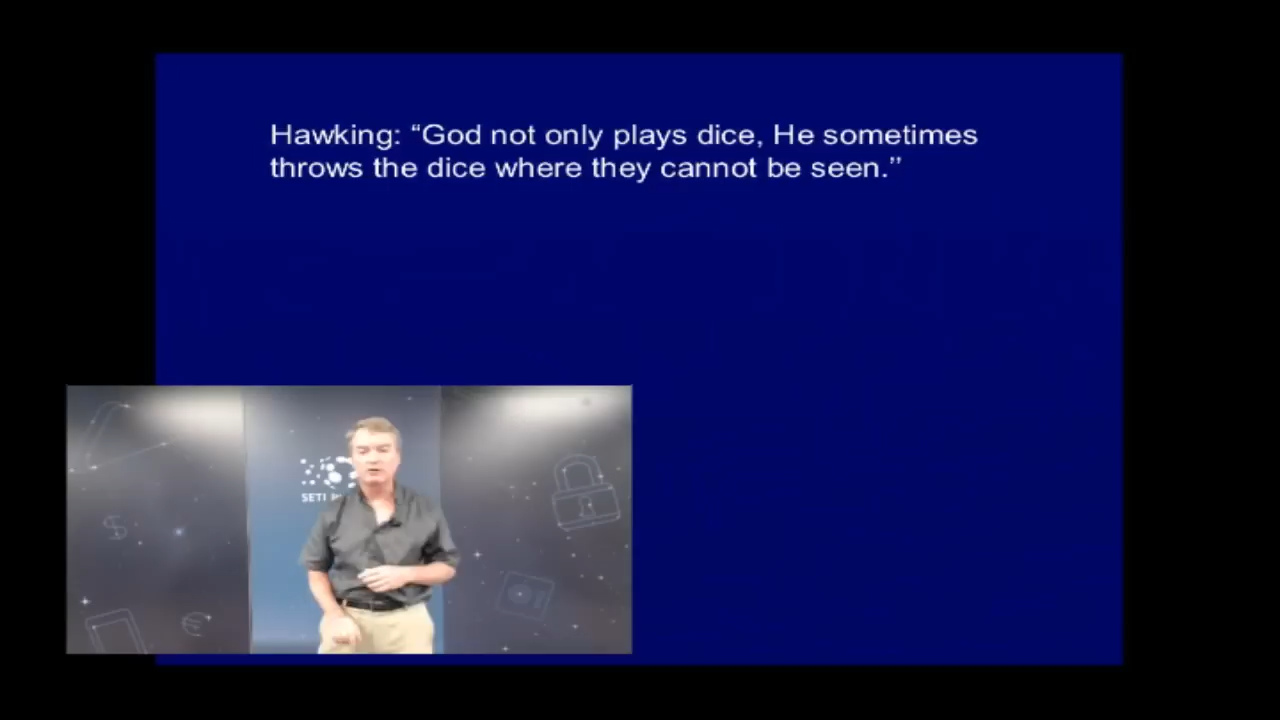 Hawking: “God not only plays dice, He sometimes
throws the dice where they cannot be seen.’’
SETI